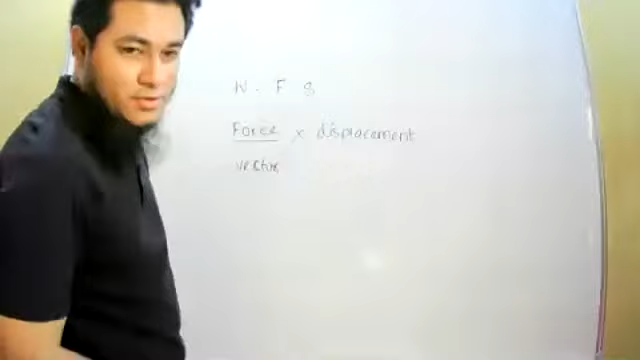 W = F s
Force x displacement
vector